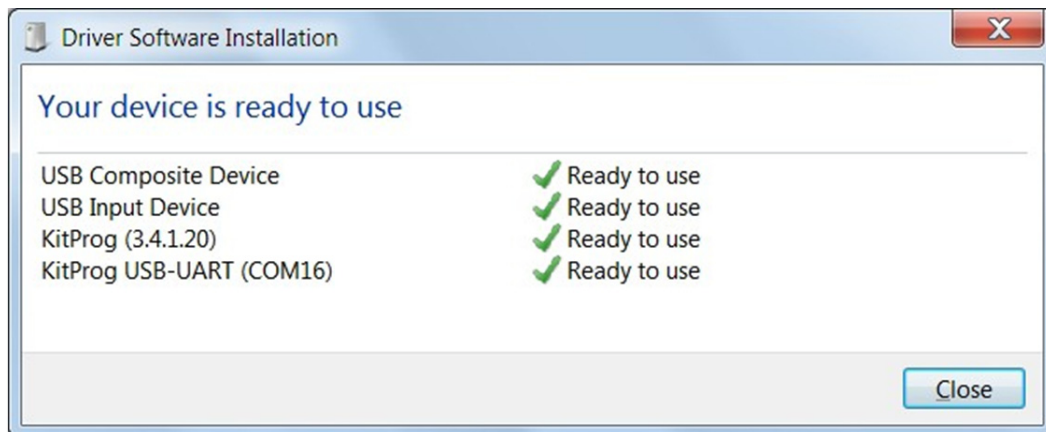 Driver Software Installation
X
Your device is ready to use
USB Composite Device Ready to use
USB Input Device Ready to use
KitProg (3.4.1.20) Ready to use
KitProg USB-UART (COM16) Ready to use
Close